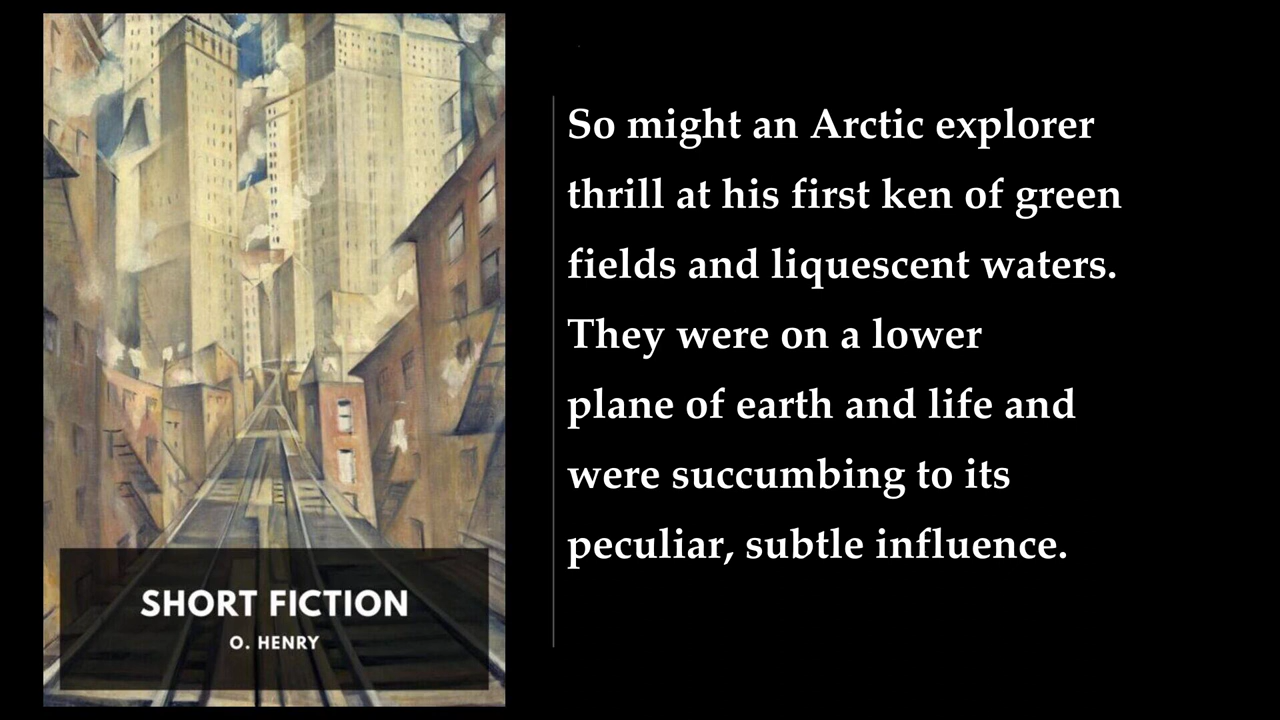 SHORT FICTION
O. HENRY
So might an Arctic explorer
thrill at his first ken of green
fields and liquescent waters.
They were on a lower
plane of earth and life and
were succumbing to its
peculiar, subtle influence.